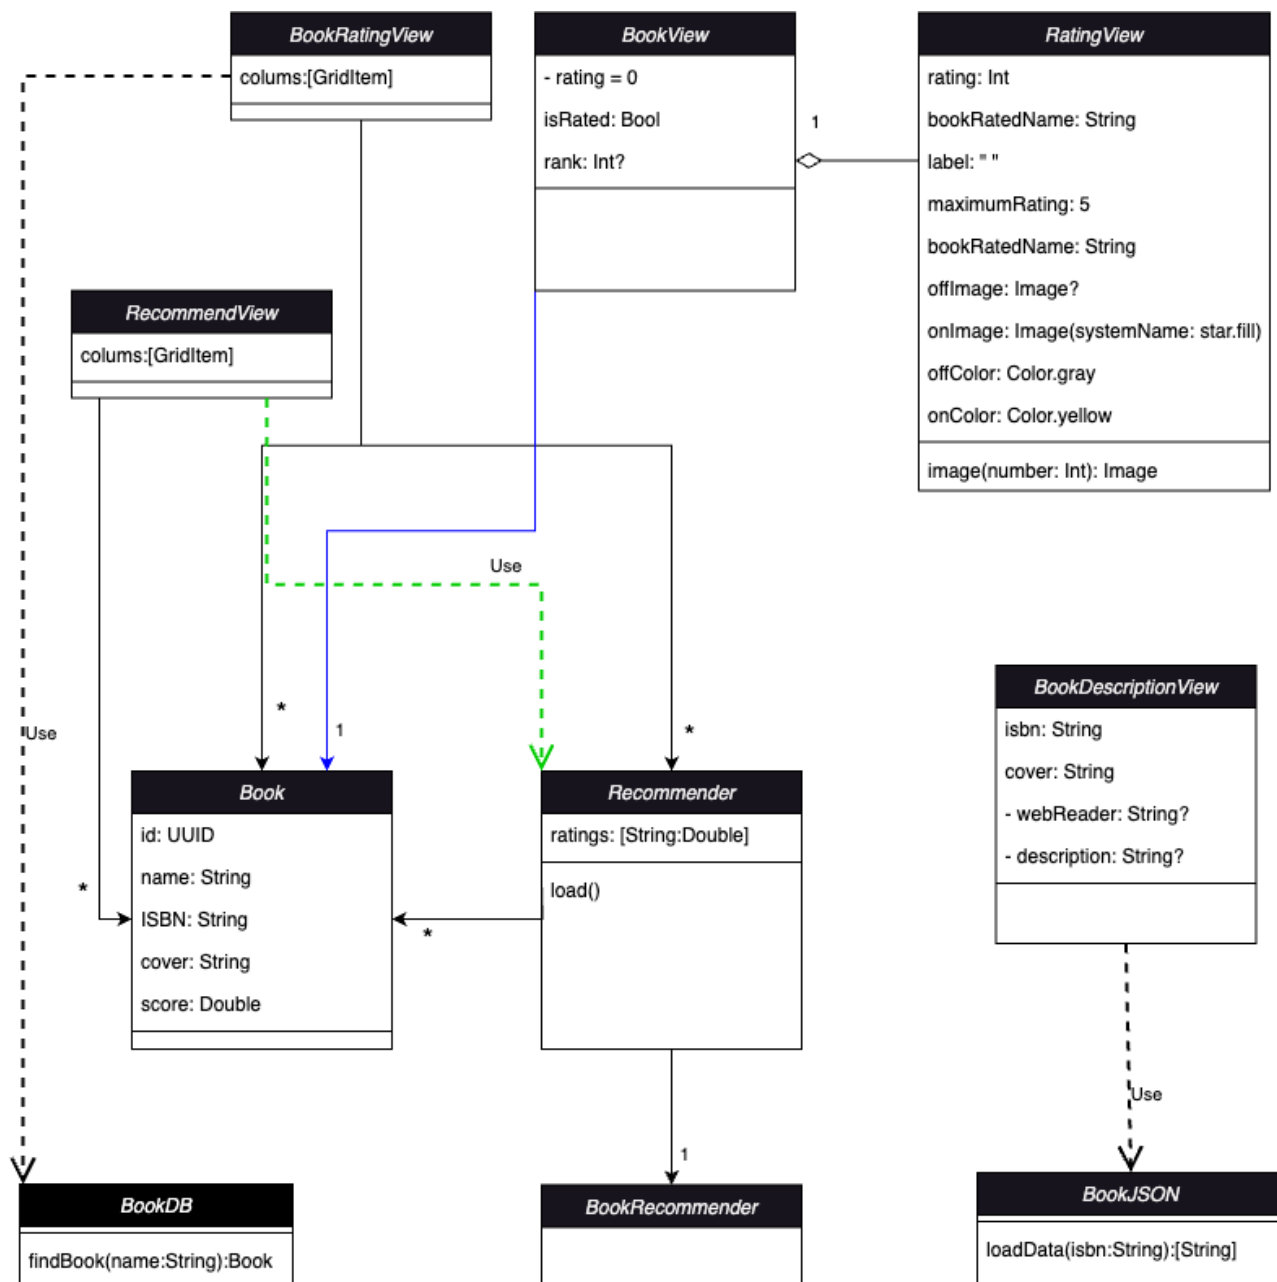 BookRatingView
colums:[GridItem]
BookView
- rating = 0
isRated: Bool
rank: Int?
1
RatingView
rating: Int
bookRatedName: String
label: " "
maximumRating: 5
bookRatedName: String
offImage: Image?
onImage: Image(systemName: star.fill)
offColor: Color.gray
onColor: Color.yellow
image(number: Int): Image
RecommendView
colums:[GridItem]
Use
Use
*
1
*
BookDescriptionView
isbn: String
cover: String
- webReader: String?
- description: String?
Book
id: UUID
name: String
ISBN: String
cover: String
score: Double
*
Recommender
ratings: [String:Double]
load()
*
Use
1
BookDB
findBook(name:String):Book
BookRecommender
BookJSON
loadData(isbn:String):[String]